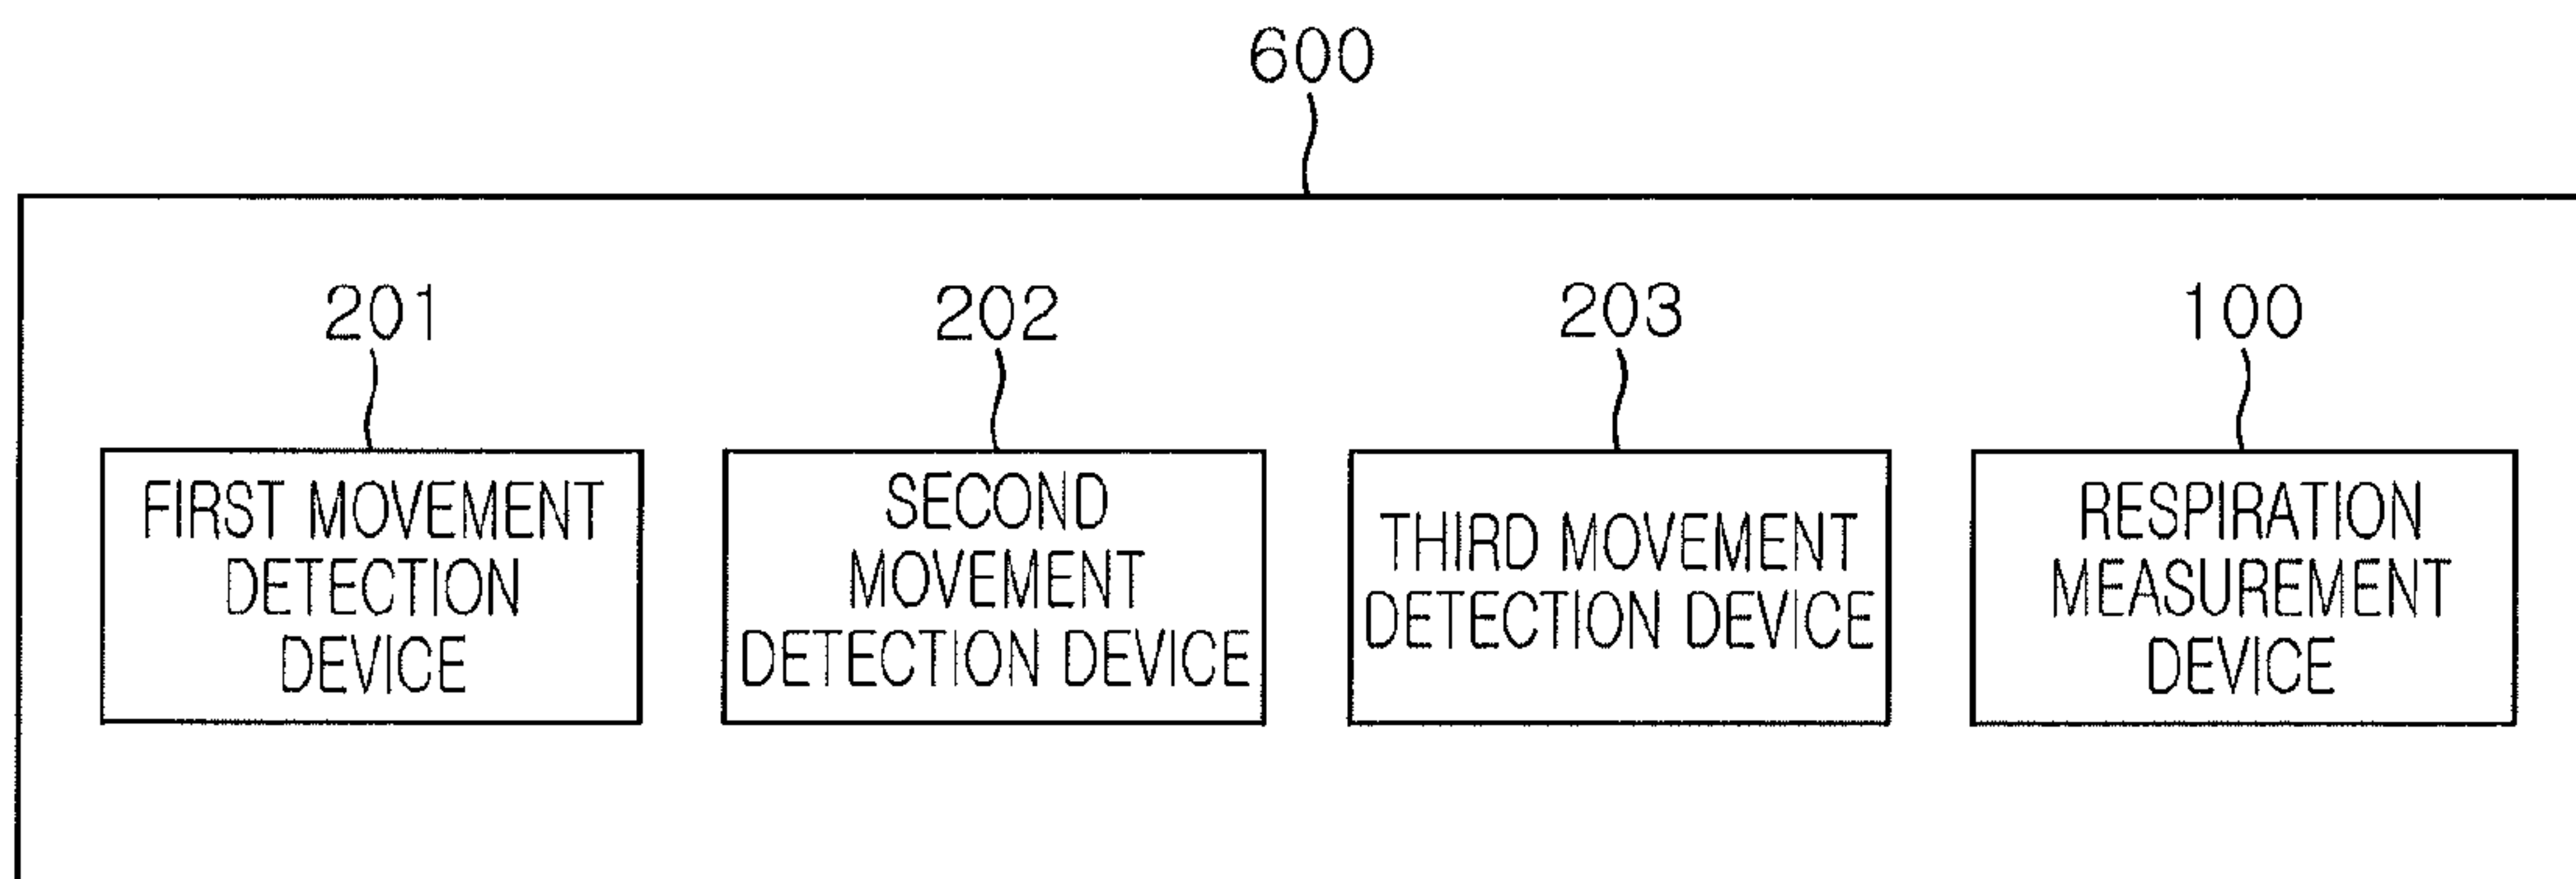 600
201
202
203
100
FIRST MOVEMENT
DETECTION
DEVICE
SECOND
MOVEMENT
DETECTION DEVICE
THIRD MOVEMENT
DETECTION DEVICE
RESPIRATION
MEASUREMENT
DEVICE